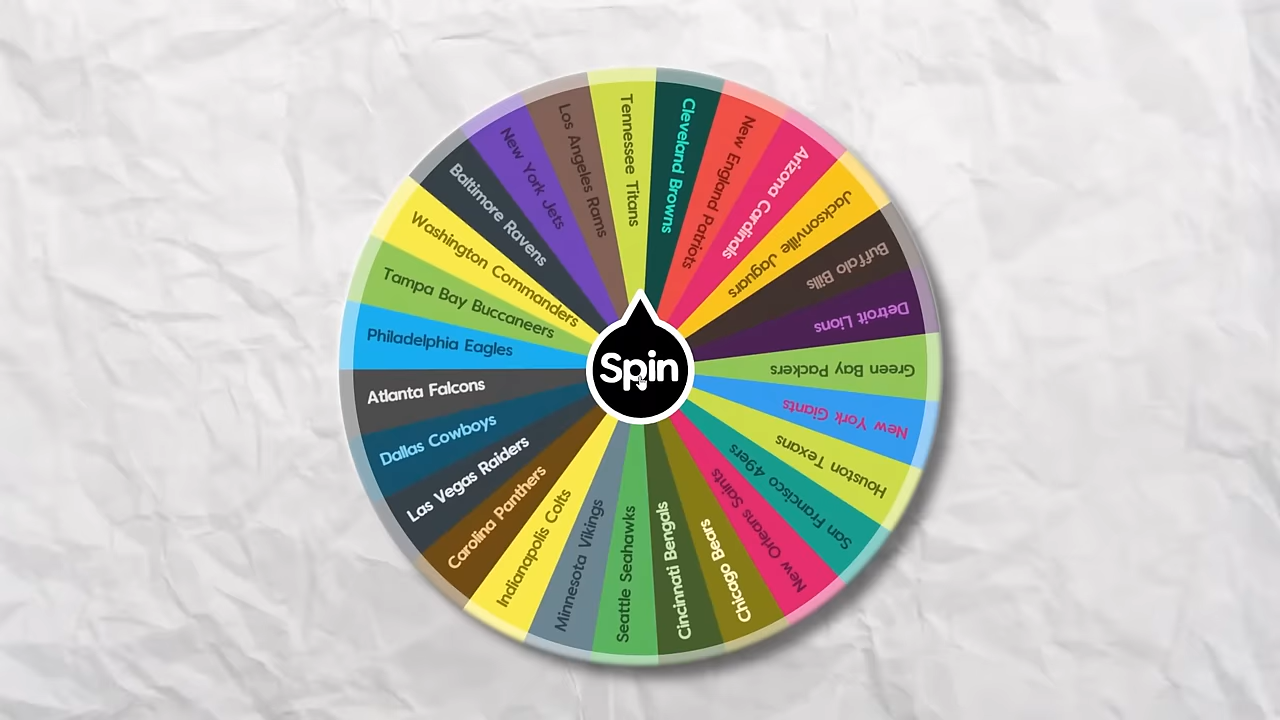 Tennessee Titans
Cleveland Browns
New England Patriots
Arizona Cardinals
Jacksonville Jaguars
Buffalo Bills
Detroit Lions
Green Bay Packers
New York Giants
Houston Texans
San Francisco 49ers
New Orleans Saints
Chicago Bears
Cincinnati Bengals
Seattle Seahawks
Minnesota Vikings
Indianapolis Colts
Carolina Panthers
Las Vegas Raiders
Dallas Cowboys
Atlanta Falcons
Philadelphia Eagles
Tampa Bay Buccaneers
Washington Commanders
Baltimore Ravens
New York Jets
Los Angeles Rams
Spin